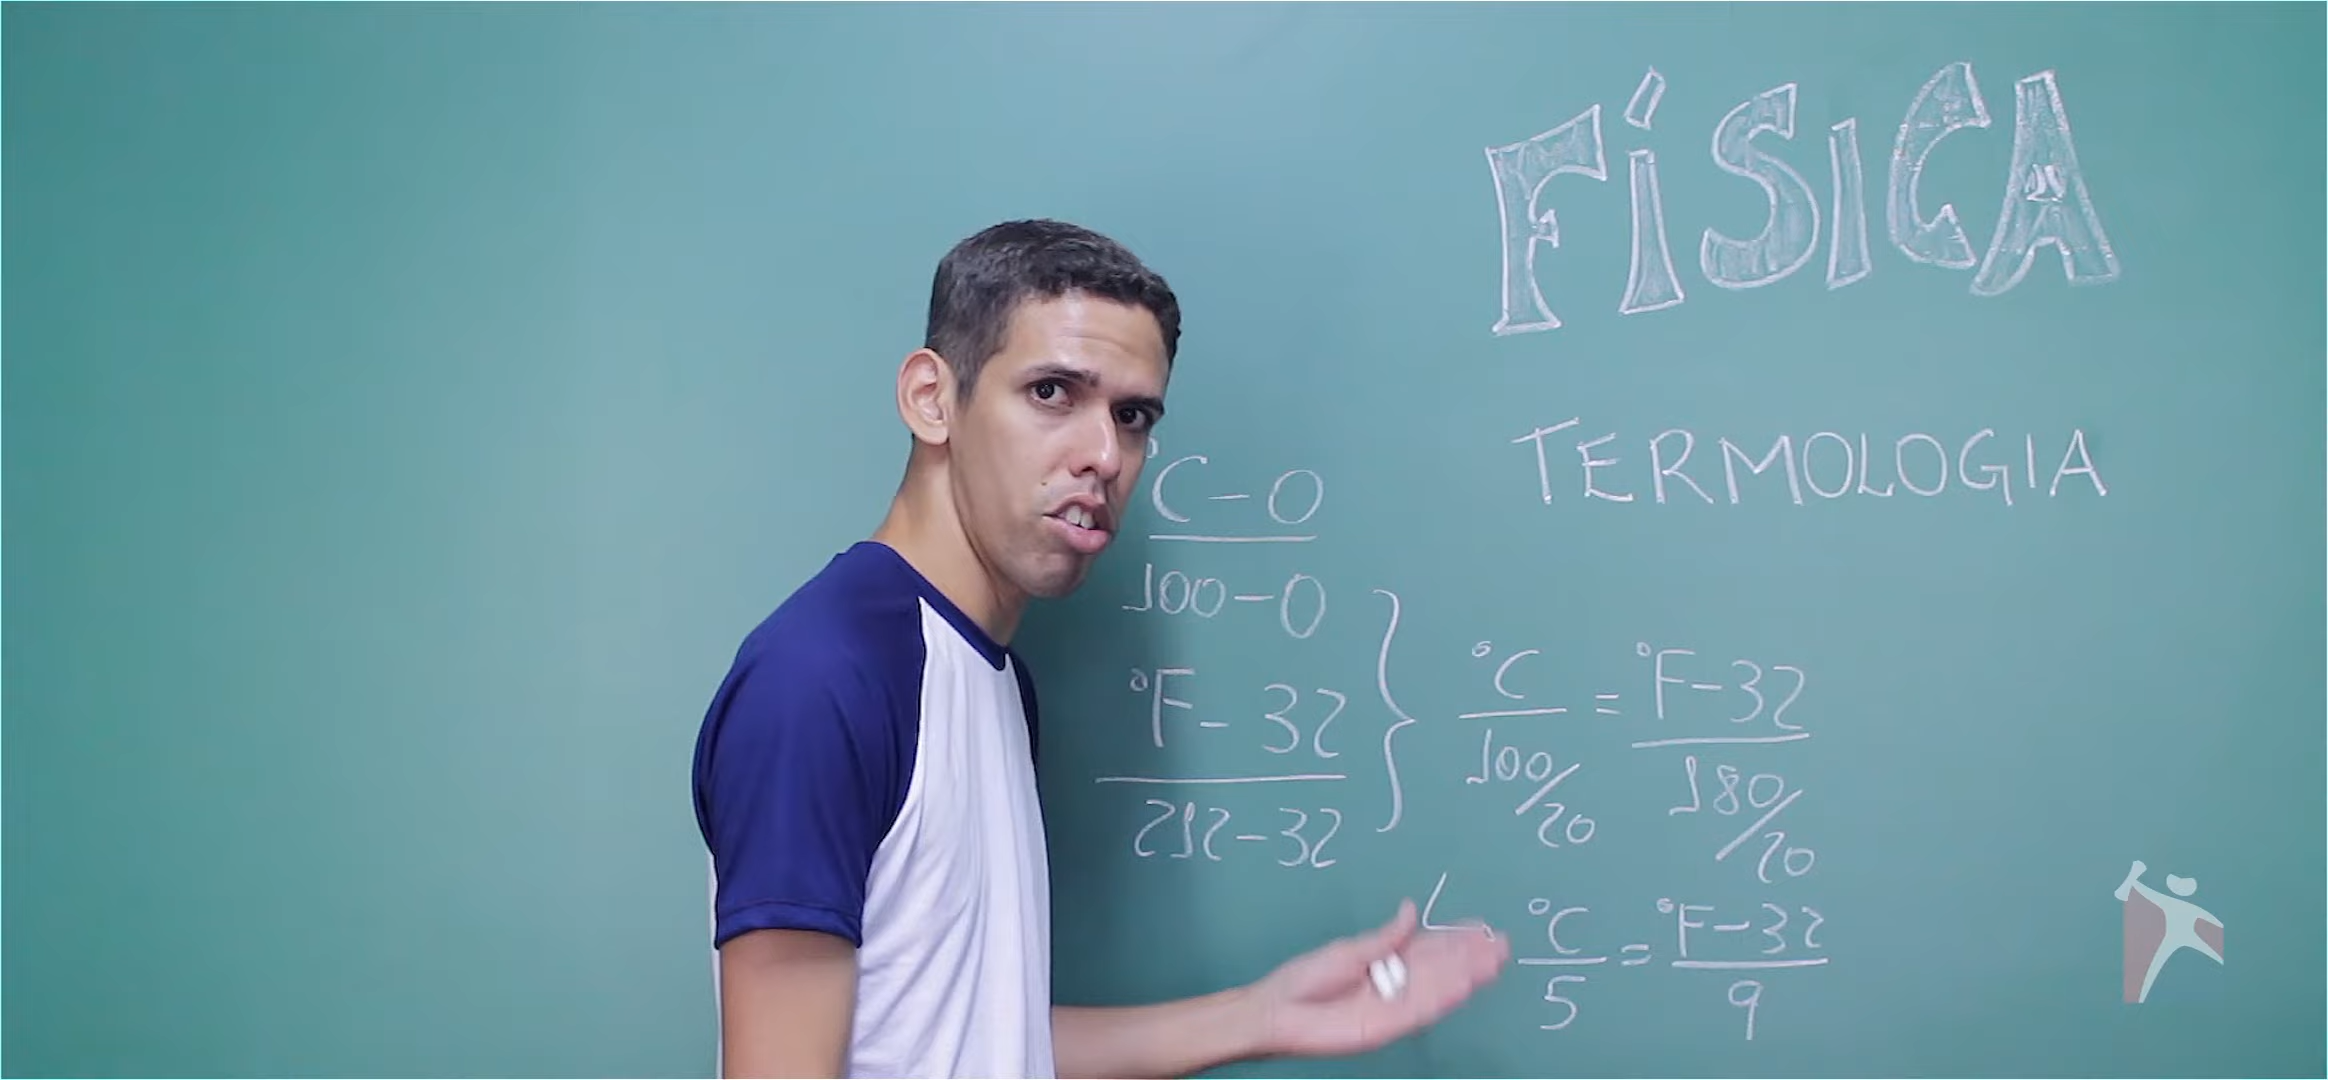 FÍSICA
TERMOLOGIA
°C - 0
100 - 0
°F - 32
212 - 32
} °C/100/20 = °F - 32/180/20
°C/5 = °F - 32/9